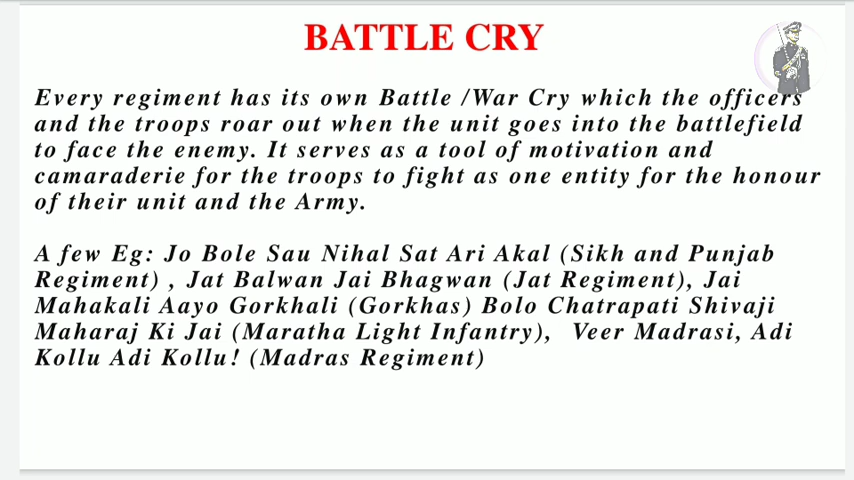 BATTLE CRY
Every regiment has its own Battle /War Cry which the officers
and the troops roar out when the unit goes into the battlefield
to face the enemy. It serves as a tool of motivation and
camaraderie for the troops to fight as one entity for the honour
of their unit and the Army.
A few Eg: Jo Bole Sau Nihal Sat Ari Akal (Sikh and Punjab
Regiment) , Jat Balwan Jai Bhagwan (Jat Regiment), Jai
Mahakali Aayo Gorkhali (Gorkhas) Bolo Chatrapati Shivaji
Maharaj Ki Jai (Maratha Light Infantry), Veer Madrasi, Adi
Kollu Adi Kollu! (Madras Regiment)